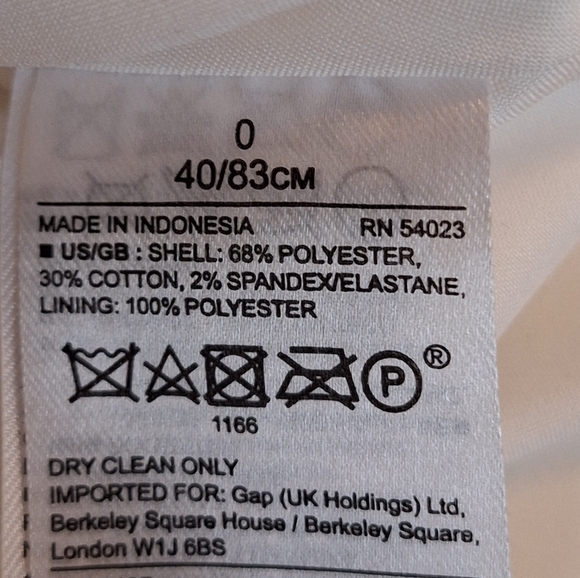 0
40/83CM
MADE IN INDONESIA RN 54023
■ US/GB : SHELL: 68% POLYESTER,
30% COTTON, 2% SPANDEX/ELASTANE,
LINING: 100% POLYESTER
P ®
1166
DRY CLEAN ONLY
IMPORTED FOR: Gap (UK Holdings) Ltd,
Berkeley Square House / Berkeley Square,
London W1J 6BS